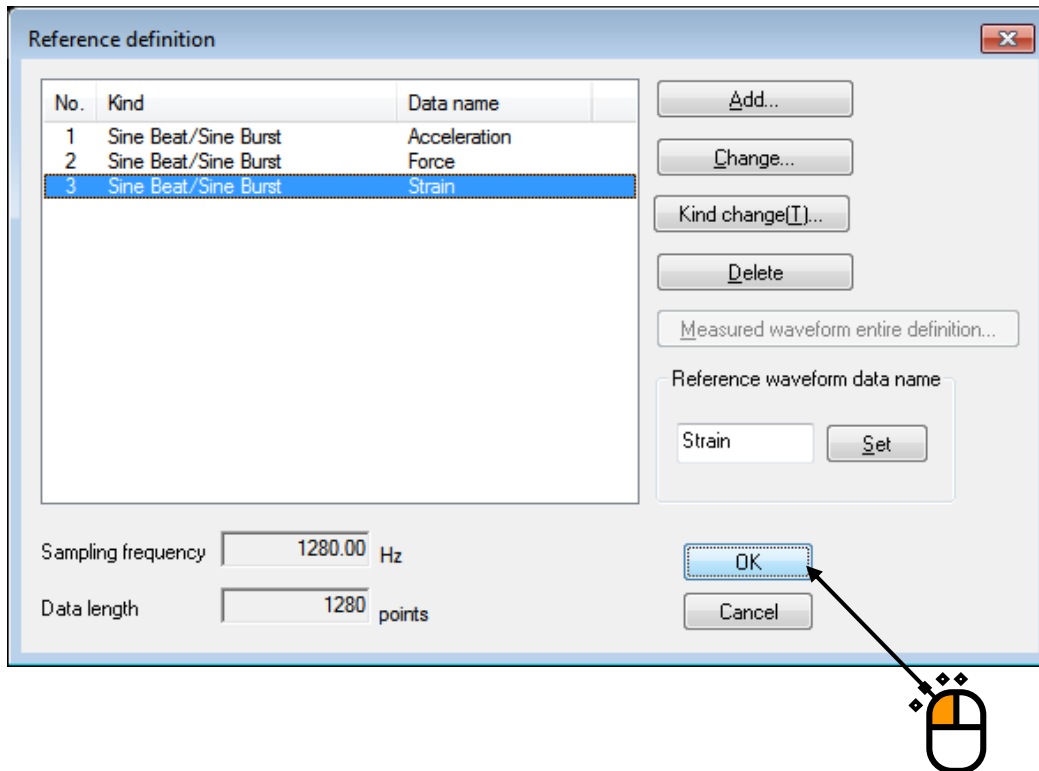 Reference definition
No. Kind Data name
1 Sine Beat/Sine Burst Acceleration
2 Sine Beat/Sine Burst Force
3 Sine Beat/Sine Burst Strain
Add...
Change...
Kind change(T)...
Delete
Measured waveform entire definition...
Reference waveform data name
Strain Set
Sampling frequency 1280.00 Hz
Data length 1280 points
OK
Cancel